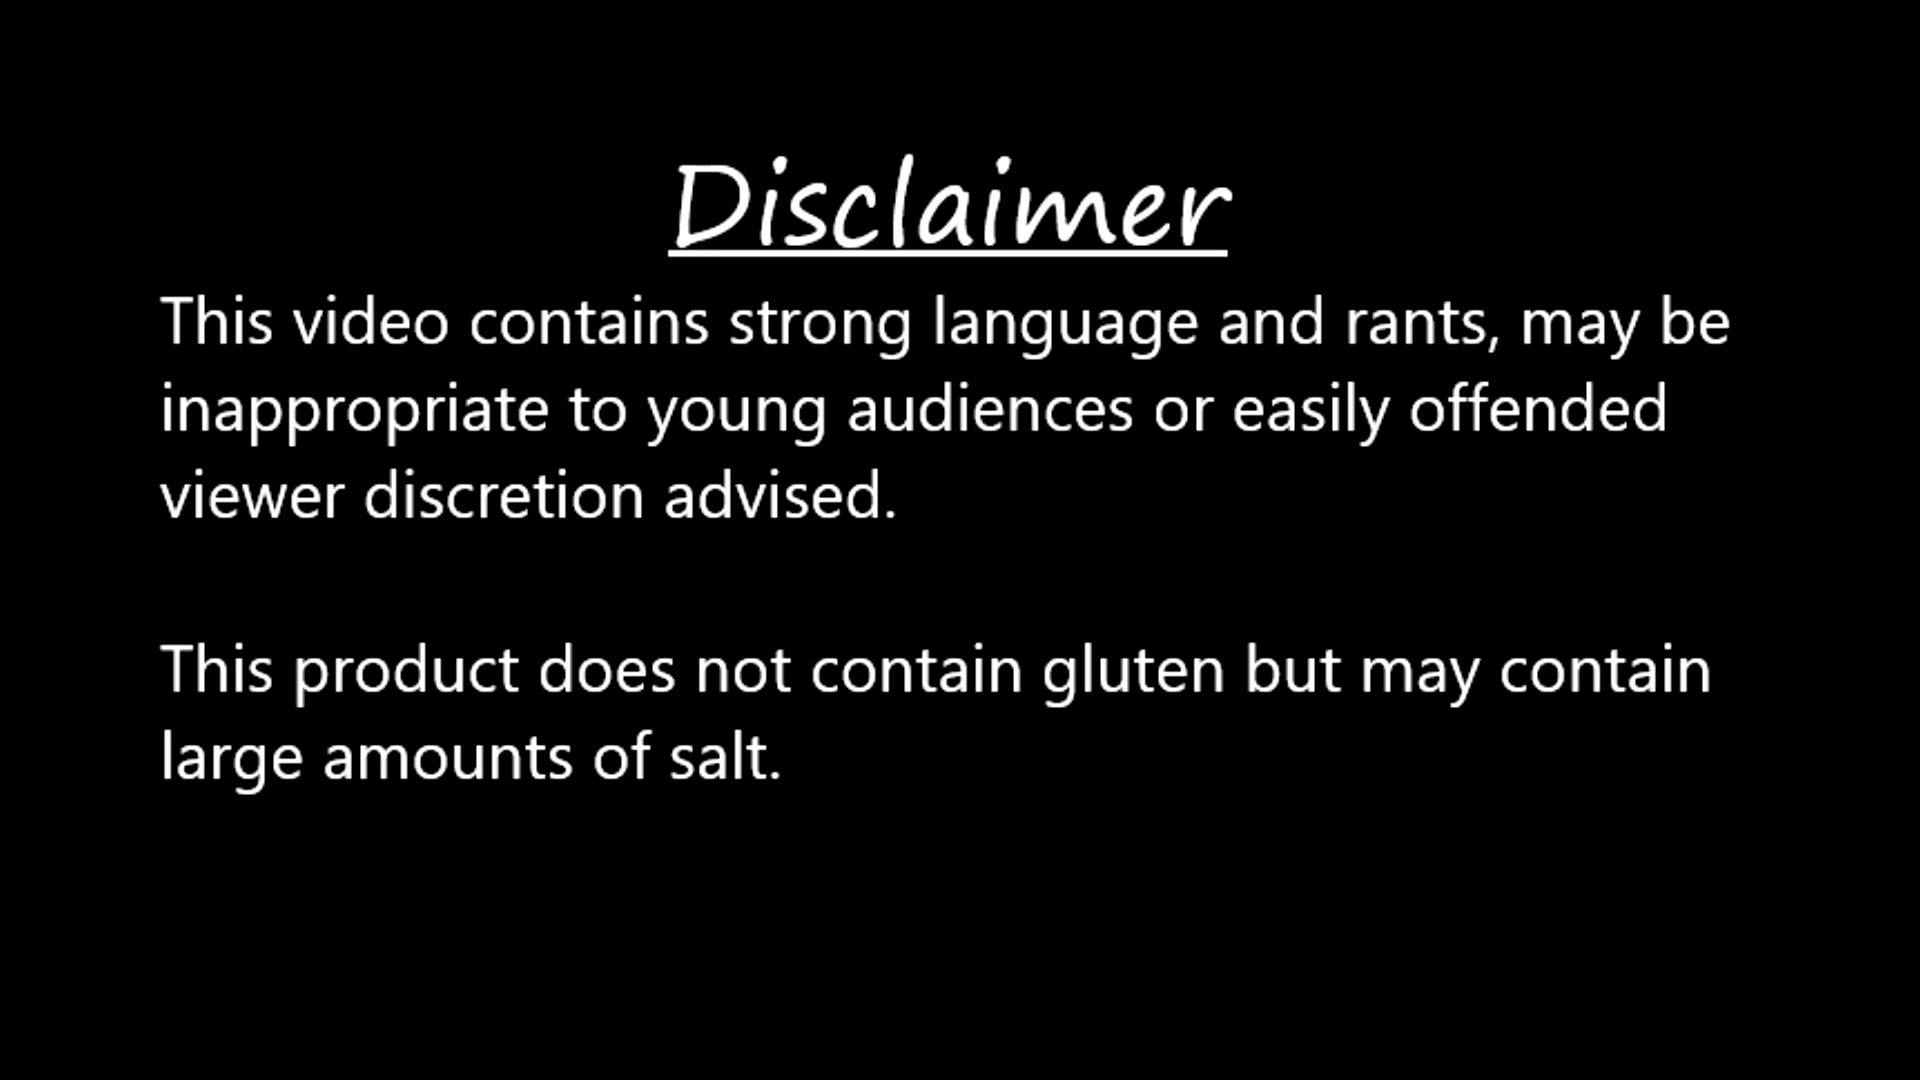 Disclaimer
This video contains strong language and rants, may be
inappropriate to young audiences or easily offended
viewer discretion advised.
This product does not contain gluten but may contain
large amounts of salt.